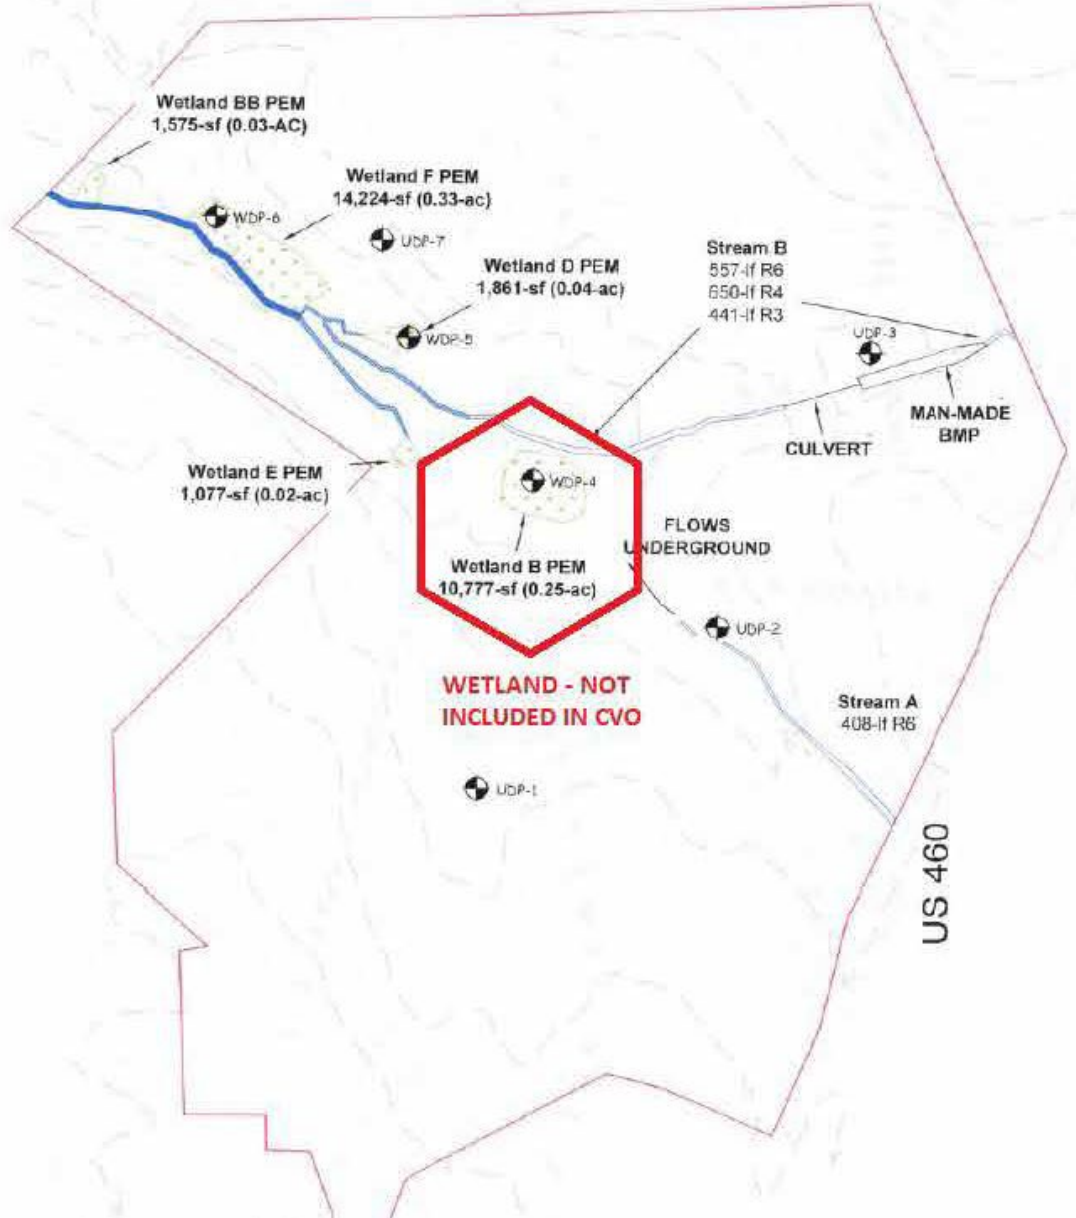 Wetland BB PEM
1,575-sf (0.03-AC)
Wetland F PEM
14,224-sf (0.33-ac)
WDP-6
UDP-7
Wetland D PEM
1,861-sf (0.04-ac)
WDP-5
Stream B
557-lf R6
650-lf R4
441-lf R3
UDP-3
MAN-MADE
BMP
CULVERT
Wetland E PEM
1,077-sf (0.02-ac)
WDP-4
FLOWS
UNDERGROUND
Wetland B PEM
10,777-sf (0.25-ac)
UDP-2
WETLAND - NOT
INCLUDED IN CVO
Stream A
408-lf R6
UDP-1
US 460